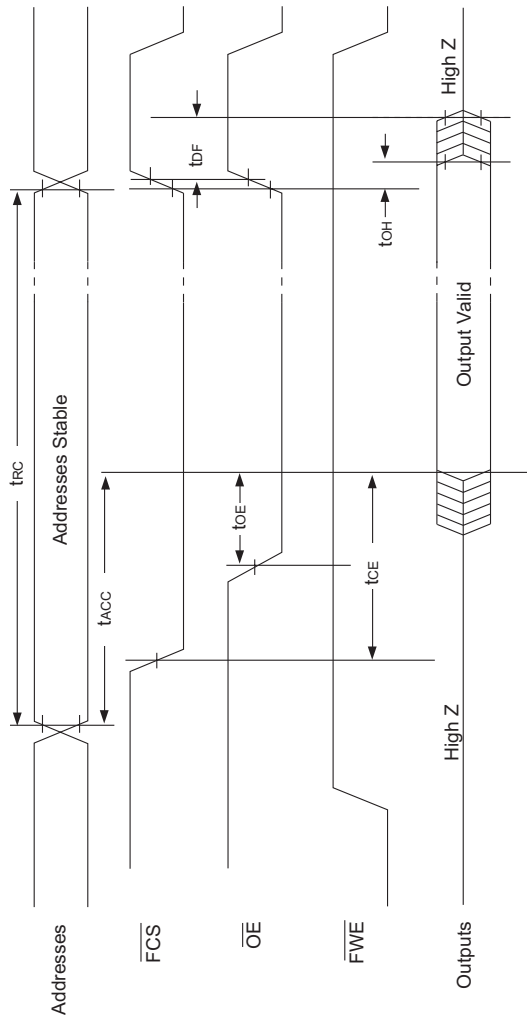 tRC
Addresses
Addresses Stable
tACC
FCS
tDF
OE
tOE
FWE
tCE
tOH
Outputs
High Z
Output Valid
High Z